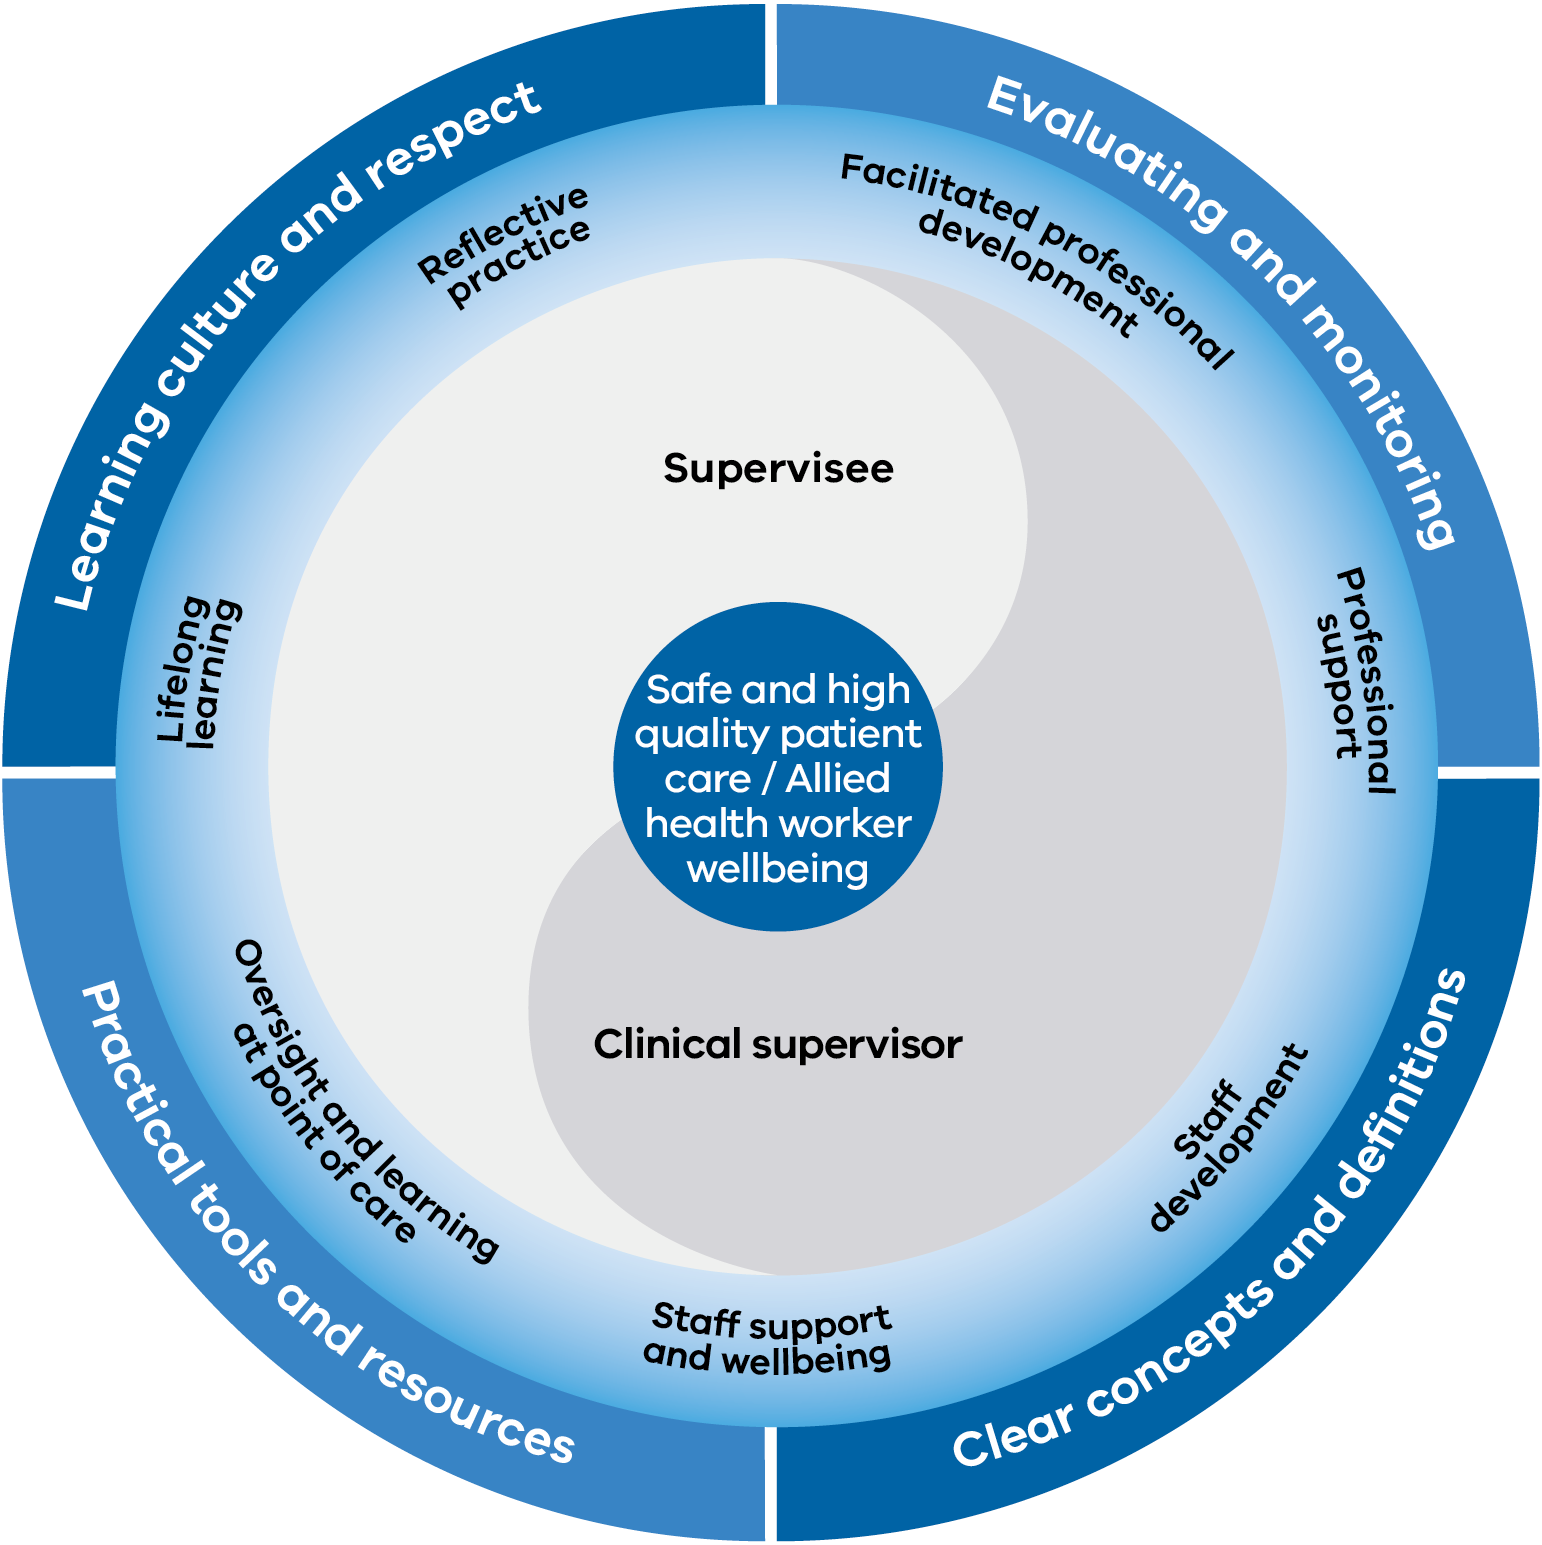 Learning culture and respect
Evaluating and monitoring
Clear concepts and definitions
Practical tools and resources
Reflective
practice
Facilitated professional
development
Professional
support
Staff
development
Staff support
and wellbeing
Oversight and learning
at point of care
Lifelong
learning
Supervisee
Safe and high
quality patient
care / Allied
health worker
wellbeing
Clinical supervisor